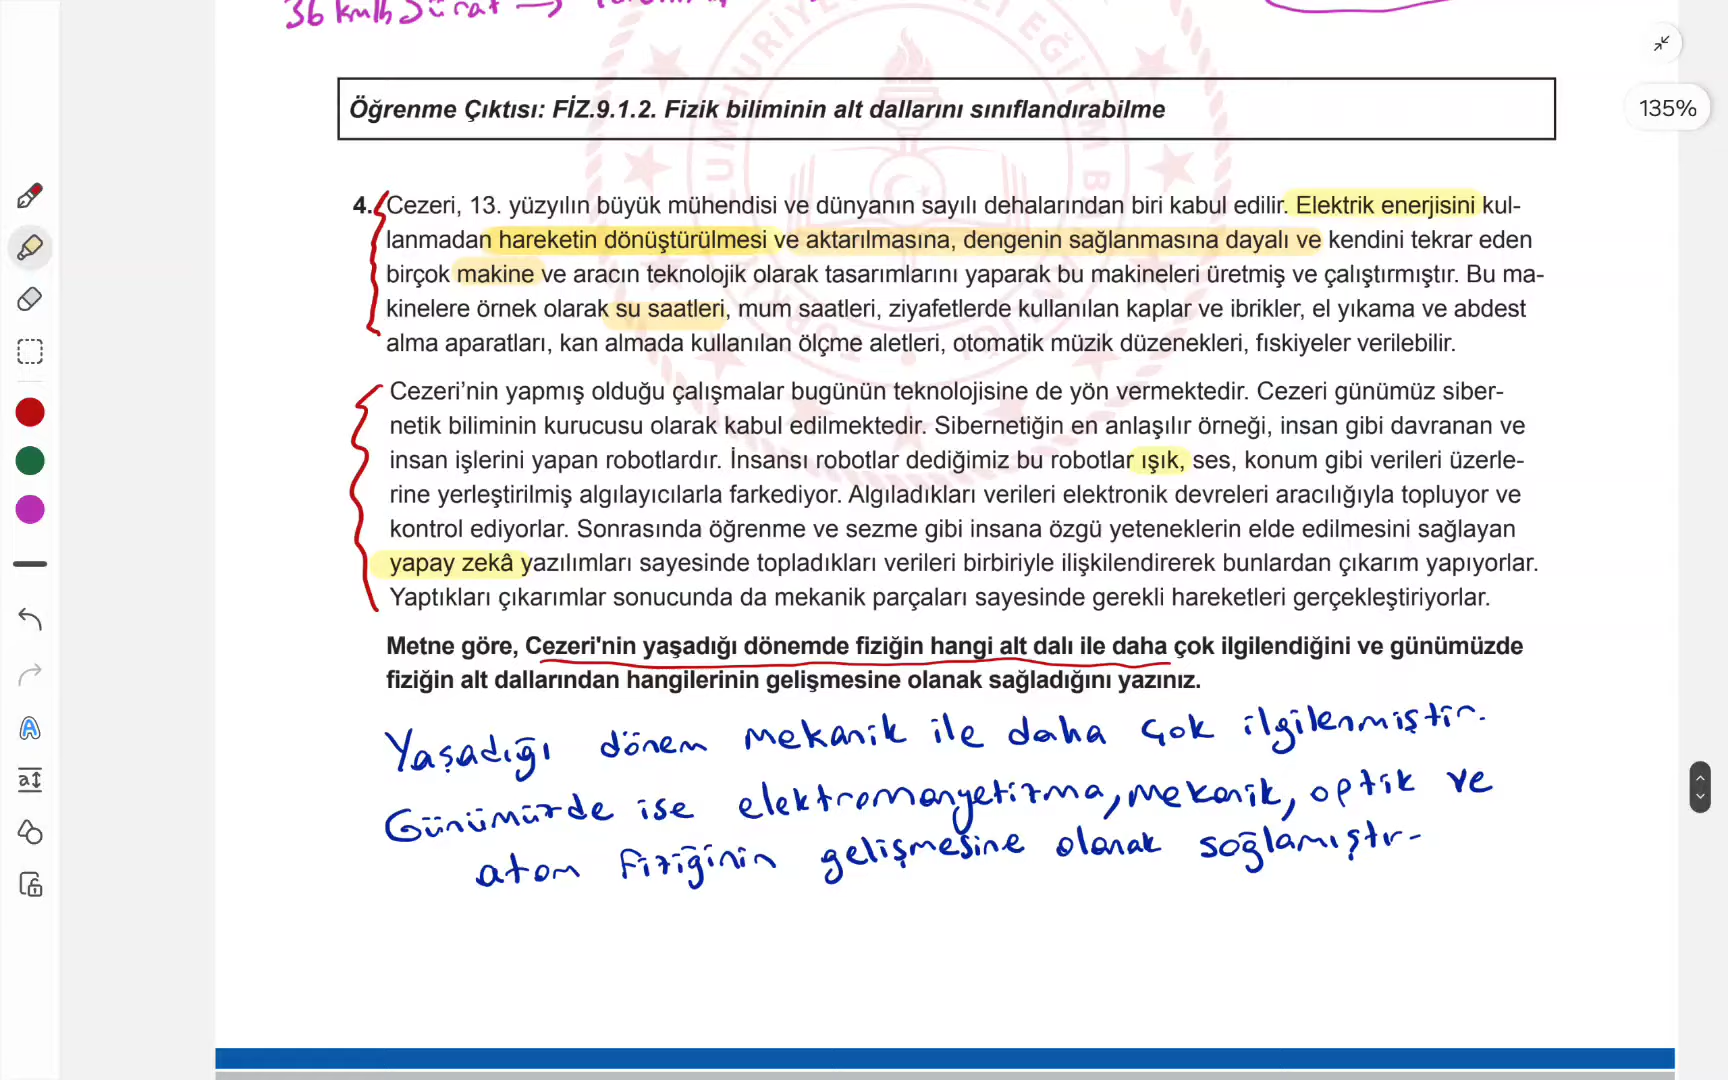 36 km/h Sürat →
135%
Öğrenme Çıktısı: FİZ.9.1.2. Fizik biliminin alt dallarını sınıflandırabilme
4. Cezeri, 13. yüzyılın büyük mühendisi ve dünyanın sayılı dehalarından biri kabul edilir. Elektrik enerjisini kul-
lanmadan hareketin dönüştürülmesi ve aktarılmasına, dengenin sağlanmasına dayalı ve kendini tekrar eden
birçok makine ve aracın teknolojik olarak tasarımlarını yaparak bu makineleri üretmiş ve çalıştırmıştır. Bu ma-
kinelere örnek olarak su saatleri, mum saatleri, ziyafetlerde kullanılan kaplar ve ibrikler, el yıkama ve abdest
alma aparatları, kan almada kullanılan ölçme aletleri, otomatik müzik düzenekleri, fıskiyeler verilebilir.
Cezeri’nin yapmış olduğu çalışmalar bugünün teknolojisine de yön vermektedir. Cezeri günümüz siber-
netik biliminin kurucusu olarak kabul edilmektedir. Sibernetiğin en anlaşılır örneği, insan gibi davranan ve
insan işlerini yapan robotlardır. İnsansı robotlar dediğimiz bu robotlar ışık, ses, konum gibi verileri üzerle-
rine yerleştirilmiş algılayıcılarla farkediyor. Algıladıkları verileri elektronik devreleri aracılığıyla topluyor ve
kontrol ediyorlar. Sonrasında öğrenme ve sezme gibi insana özgü yeteneklerin elde edilmesini sağlayan
yapay zekâ yazılımları sayesinde topladıkları verileri birbiriyle ilişkilendirerek bunlardan çıkarım yapıyorlar.
Yaptıkları çıkarımlar sonucunda da mekanik parçaları sayesinde gerekli hareketleri gerçekleştiriyorlar.
Metne göre, Cezeri'nin yaşadığı dönemde fiziğin hangi alt dalı ile daha çok ilgilendiğini ve günümüzde
fiziğin alt dallarından hangilerinin gelişmesine olanak sağladığını yazınız.
Yaşadığı dönem mekanik ile daha çok ilgilenmiştir.
Günümüzde ise elektromanyetizma, mekanik, optik ve
atom fiziğinin gelişmesine olanak sağlamıştır.